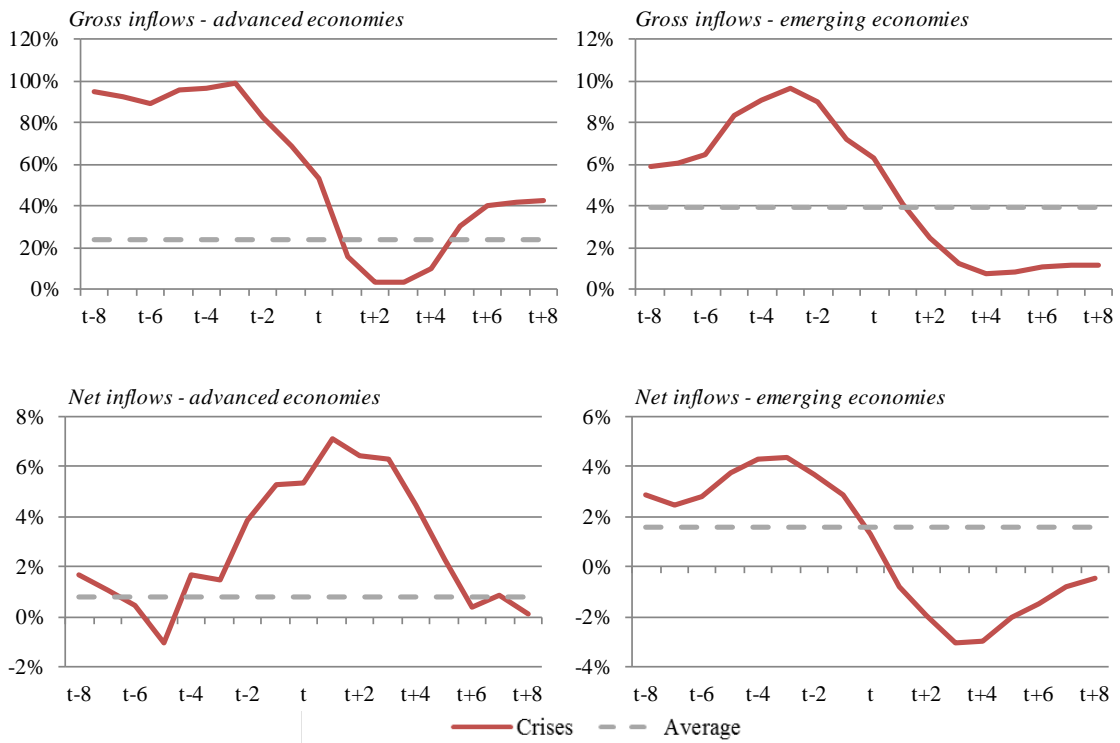 Gross inflows - advanced economies
120%
100%
80%
60%
40%
20%
0%
t-8 t-6 t-4 t-2 t t+2 t+4 t+6 t+8
Gross inflows - emerging economies
12%
10%
8%
6%
4%
2%
0%
t-8 t-6 t-4 t-2 t t+2 t+4 t+6 t+8
Net inflows - advanced economies
8%
6%
4%
2%
0%
-2%
t-8 t-6 t-4 t-2 t t+2 t+4 t+6 t+8
Net inflows - emerging economies
6%
4%
2%
0%
-2%
-4%
t-8 t-6 t-4 t-2 t t+2 t+4 t+6 t+8
Crises Average